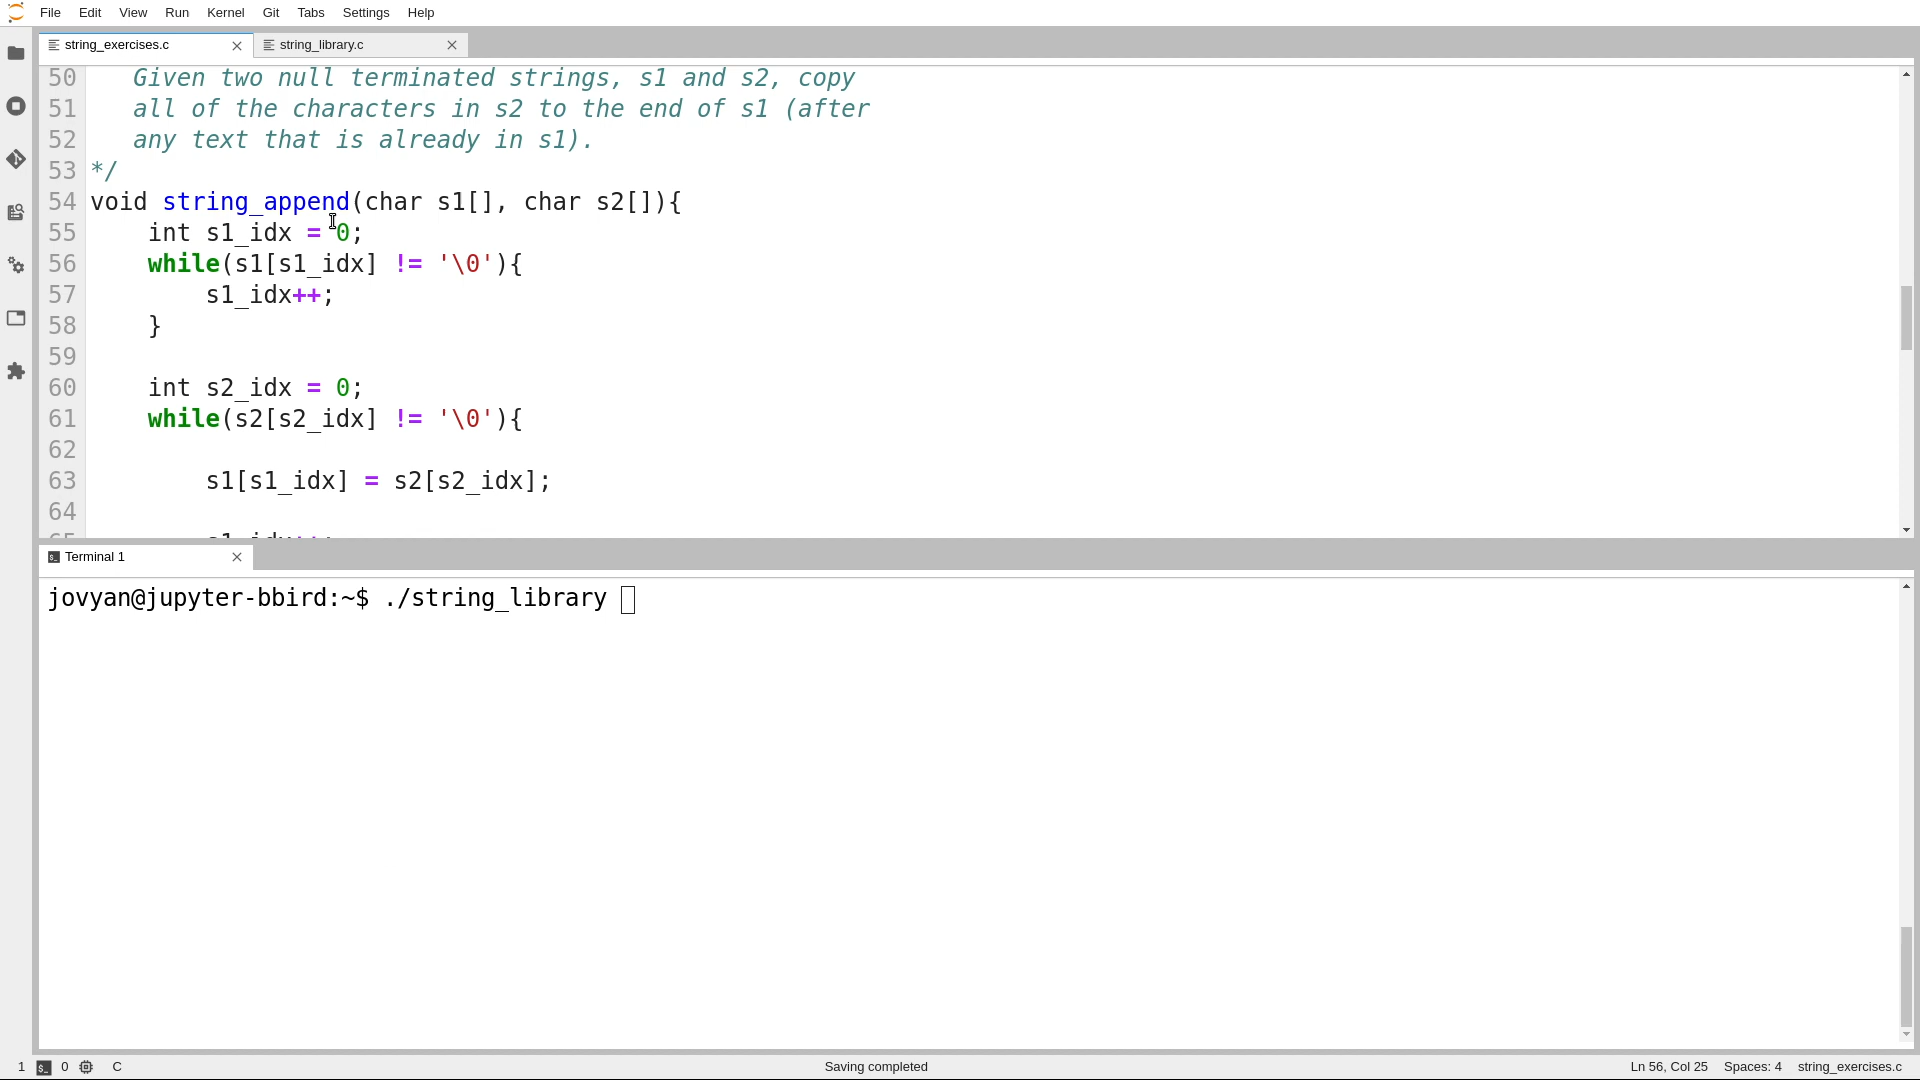 File Edit View Run Kernel Git Tabs Settings Help
string_exercises.c string_library.c
50 Given two null terminated strings, s1 and s2, copy
51 all of the characters in s2 to the end of s1 (after
52 any text that is already in s1).
53 */
54 void string_append(char s1[], char s2[]){
55 int s1_idx = 0;
56 while(s1[s1_idx] != '\0'){
57 s1_idx++;
58 }
59
60 int s2_idx = 0;
61 while(s2[s2_idx] != '\0'){
62
63 s1[s1_idx] = s2[s2_idx];
64
65 s1_idx++;
Terminal 1
jovyan@jupyter-bbird:~$ ./string_library
1 0 C Saving completed Ln 56, Col 25 Spaces: 4 string_exercises.c